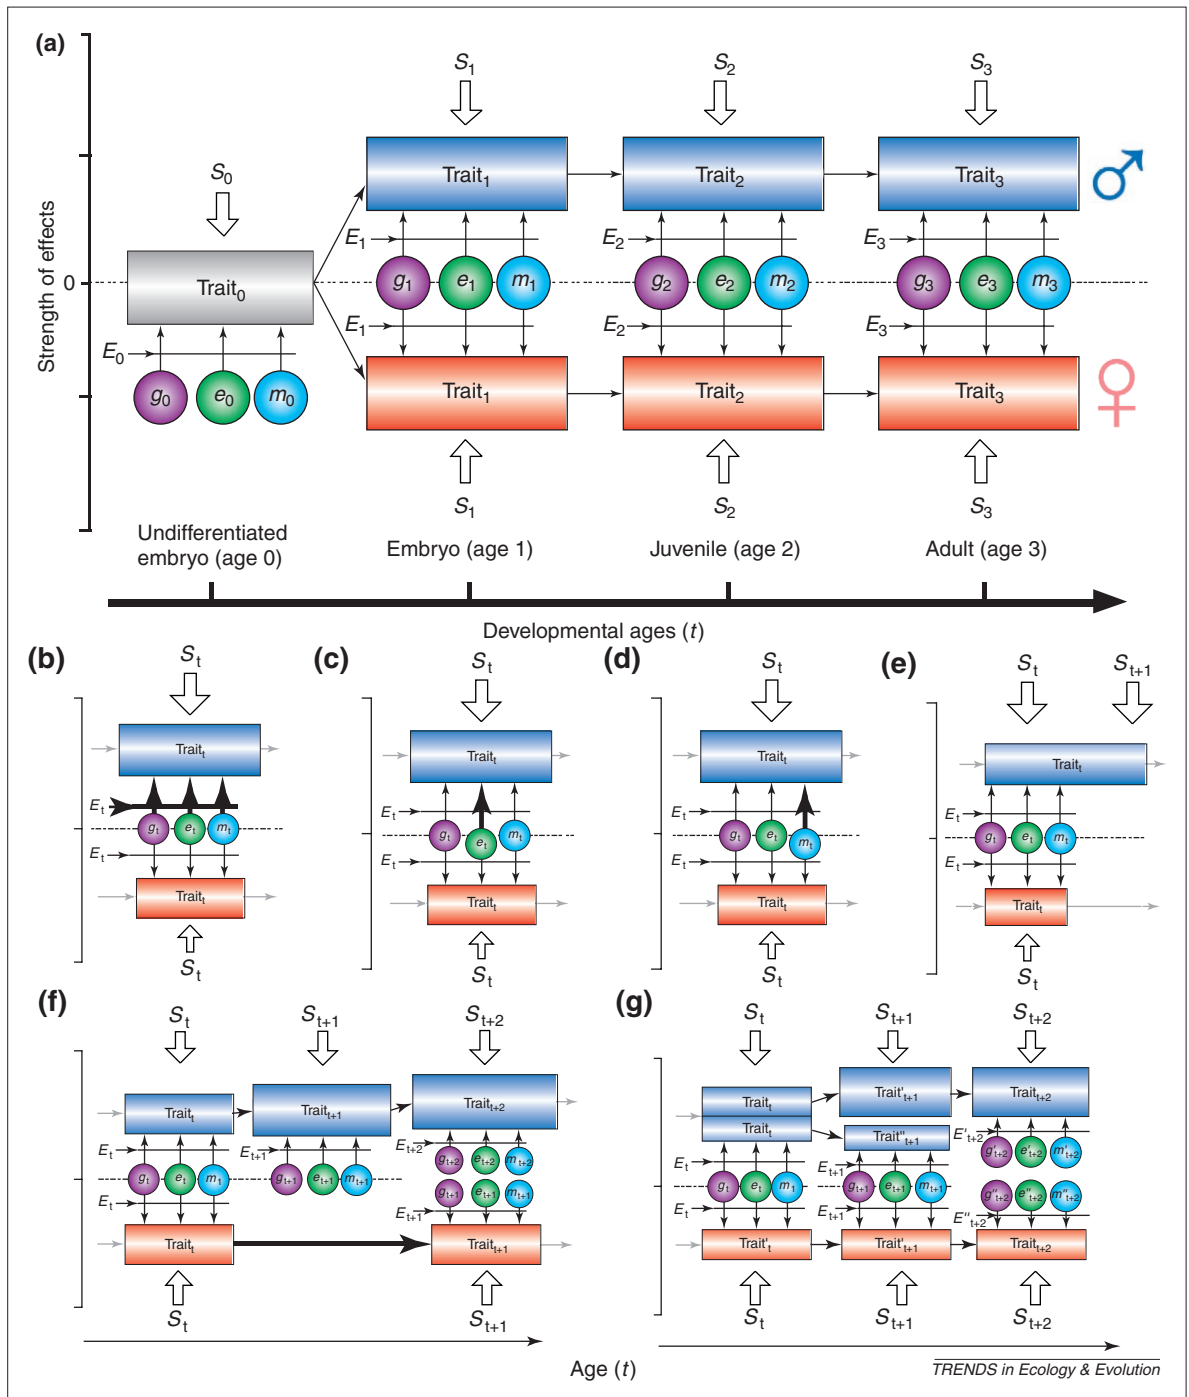 (a)
S1 S2 S3
S0
Trait1 Trait2 Trait3 ♂
E1 E2 E3
Strength of effects
0
Trait0
g1 e1 m1 g2 e2 m2 g3 e3 m3
E1 E2 E3
E0
g0 e0 m0
Trait1 Trait2 Trait3 ♀
S1 S2 S3
Undifferentiated
embryo (age 0)
Embryo (age 1) Juvenile (age 2) Adult (age 3)
Developmental ages (t)
(b)
St
Traitt
Et
gt et mt
Et
Traitt
St
(c)
St
Traitt
Et
gt et mt
Et
Traitt
St
(d)
St
Traitt
Et
gt et mt
Et
Traitt
St
(e)
St St+1
Traitt
Et
gt et mt
Et
Traitt
St
(f)
St St+1 St+2
Traitt Traitt+1 Traitt+2
Et Et+1 Et+2
gt+2 et+2 mt+2
gt et m1 gt+1 et+1 mt+1 gt+1 et+1 mt+1
Et Et+1
Traitt Traitt+1
St St+1
(g)
St St+1 St+2
Traitt Trait't+1 Traitt+2
Traitt Trait''t+1
Et Et+1 E't+2
g't+2 e't+2 m't+2
gt et m1 gt+1 et+1 mt+1 g''t+2 e''t+2 m''t+2
Et Et+1 E''t+2
Trait't Trait't+1 Traitt+2
St St+1 St+2
Age (t)
TRENDS in Ecology & Evolution